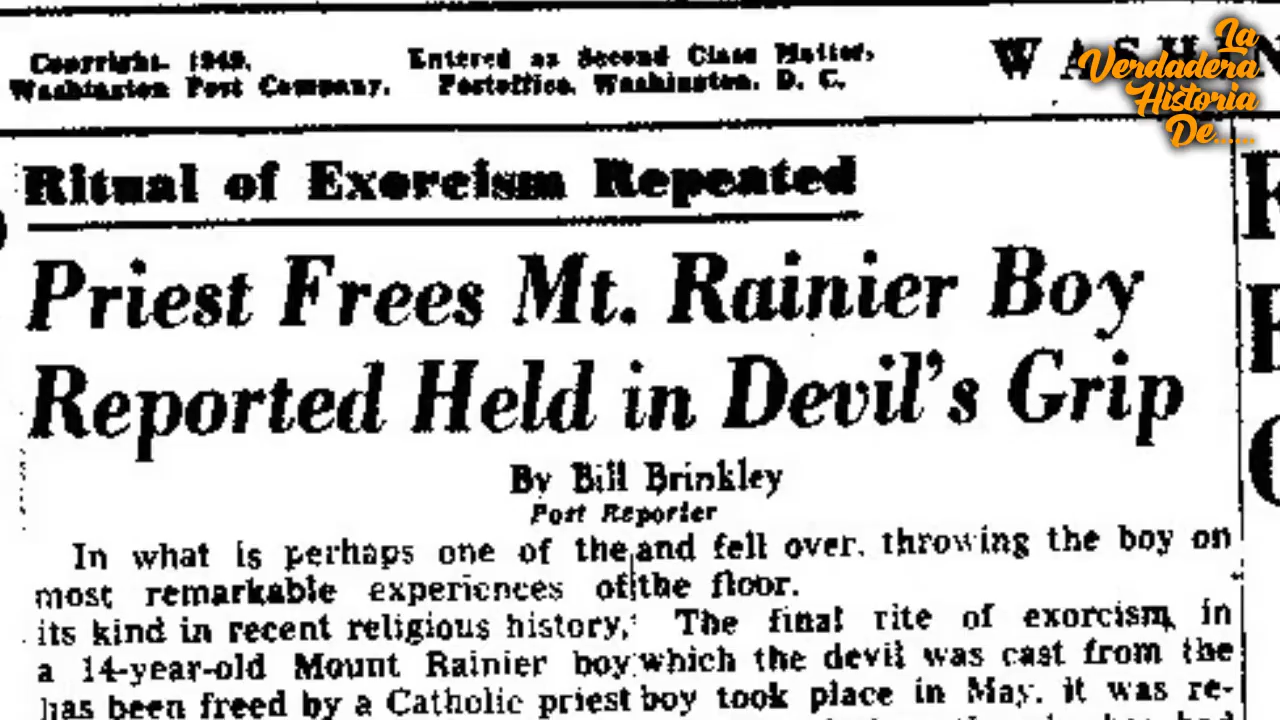 Copyright 1949,
Washington Post Company.
Entered as Second Class Matter,
Postoffice, Washington, D. C.
La
Verdadera
Historia
De......
Ritual of Exorcism Repeated
Priest Frees Mt. Rainier Boy
Reported Held in Devil's Grip
By Bill Brinkley
Post Reporter
In what is perhaps one of the
most remarkable experiences of
its kind in recent religious history,
a 14-year-old Mount Rainier boy
has been freed by a Catholic priest
and fell over, throwing the boy on
the floor.
The final rite of exorcism, in
which the devil was cast from the
boy took place in May, it was re-